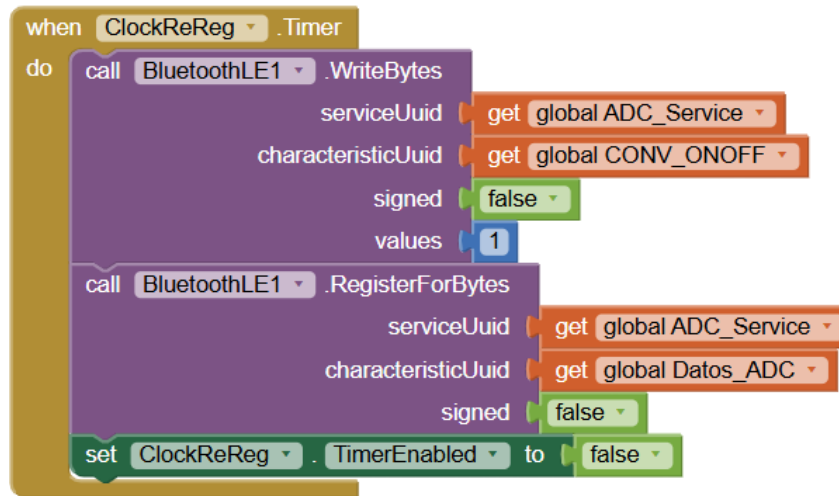 when ClockReReg .Timer
do call BluetoothLE1 .WriteBytes
serviceUuid get global ADC_Service
characteristicUuid get global CONV_ONOFF
signed false
values 1
call BluetoothLE1 .RegisterForBytes
serviceUuid get global ADC_Service
characteristicUuid get global Datos_ADC
signed false
set ClockReReg . TimerEnabled to false